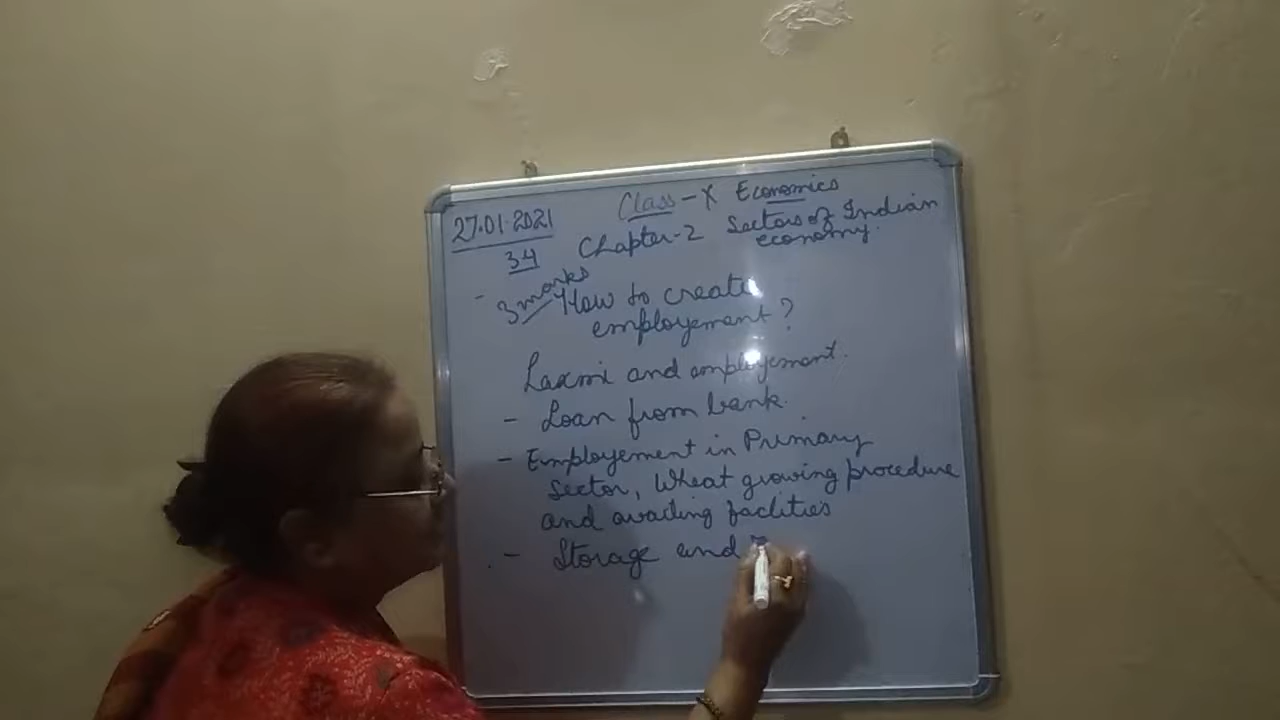 Class - X Economics
27.01.2021
Chapter-2 Sectors of Indian
economy.
34
3 marks
How to create
employement?
Laxmi and employement.
- Loan from bank.
- Employement in Primary
Sector, Wheat growing procedure
and availing faclities
- Storage and